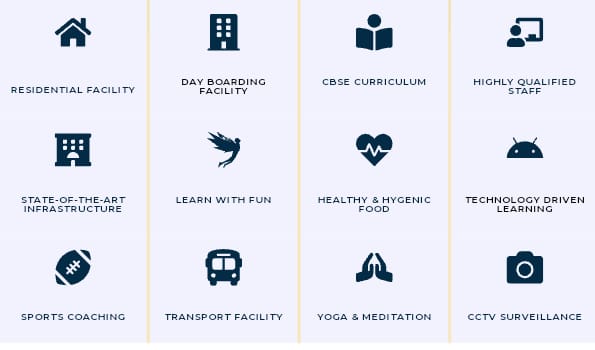 RESIDENTIAL FACILITY
DAY BOARDING
FACILITY
CBSE CURRICULUM
HIGHLY QUALIFIED
STAFF
STATE-OF-THE-ART
INFRASTRUCTURE
LEARN WITH FUN
HEALTHY & HYGENIC
FOOD
TECHNOLOGY DRIVEN
LEARNING
SPORTS COACHING
TRANSPORT FACILITY
YOGA & MEDITATION
CCTV SURVEILLANCE